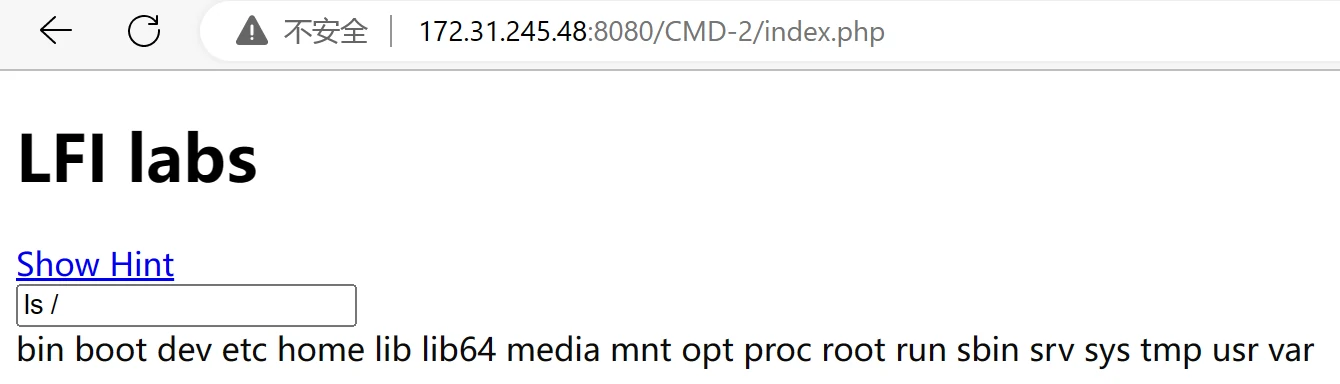 不安全 172.31.245.48:8080/CMD-2/index.php
LFI labs
Show Hint
ls /
bin boot dev etc home lib lib64 media mnt opt proc root run sbin srv sys tmp usr var